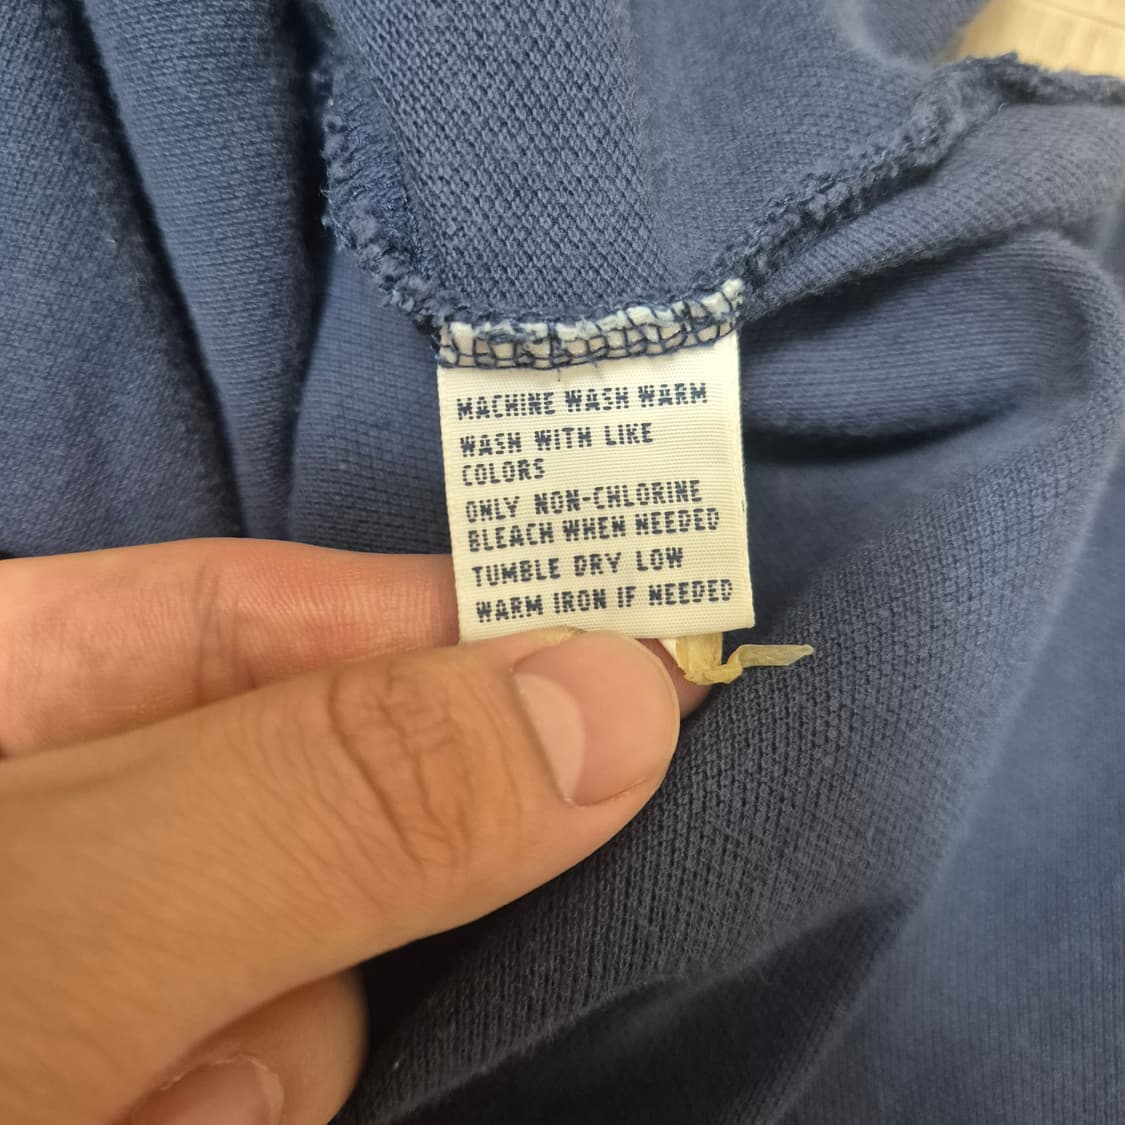 MACHINE WASH WARM
WASH WITH LIKE
COLORS
ONLY NON-CHLORINE
BLEACH WHEN NEEDED
TUMBLE DRY LOW
WARM IRON IF NEEDED